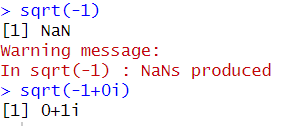 > sqrt(-1)
[1] NaN
Warning message:
In sqrt(-1) : NaNs produced
> sqrt(-1+0i)
[1] 0+1i